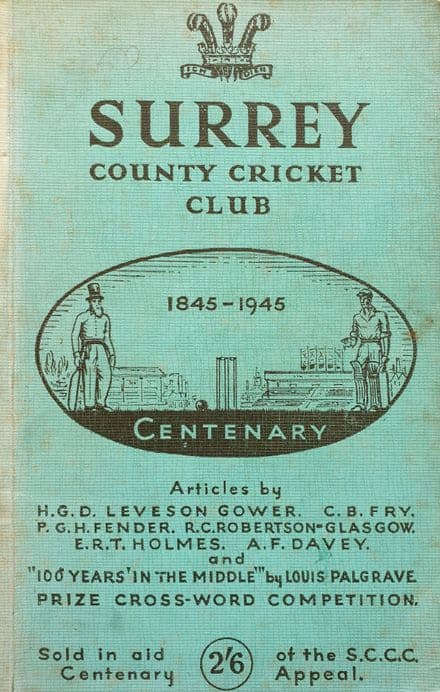 ICH DIEN
SURREY
COUNTY CRICKET
CLUB
1845-1945
CENTENARY
Articles by
H.G.D. LEVESON GOWER. C.B. FRY.
P.G.H. FENDER. R.C. ROBERTSON-GLASGOW.
E.R.T. HOLMES. A.F. DAVEY.
and
"100 YEARS 'IN THE MIDDLE'" by LOUIS PALGRAVE
PRIZE CROSS-WORD COMPETITION.
Sold in aid 2/6 of the S.C.C.C.
Centenary Appeal.